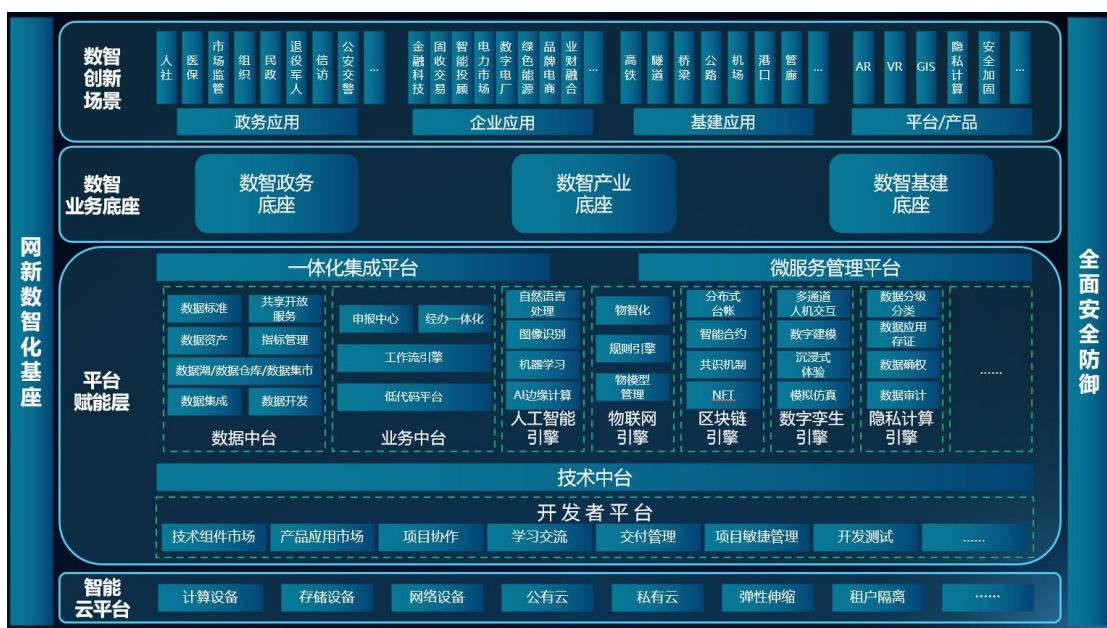 网新数智化基座
数智
创新
场景
人社
医保
市场监管
组织
民政
退役军人
信访
公安交警
...
政务应用
金融科技
固收交易
智能投顾
电力市场
数字电厂
绿色能源
品牌电商
业财融合
...
企业应用
高铁
隧道
桥梁
公路
机场
港口
管廊
...
基建应用
AR
VR
GIS
隐私计算
安全加固
...
平台/产品
数智
业务底座
数智政务
底座
数智产业
底座
数智基建
底座
平台
赋能层
一体化集成平台
微服务管理平台
数据标准
共享开放
服务
数据资产
指标管理
数据湖/数据仓库/数据集市
数据集成
数据开发
数据中台
申报中心
经办一体化
工作流引擎
低代码平台
业务中台
自然语言
处理
图像识别
机器学习
AI边缘计算
人工智能
引擎
物智化
规则引擎
物模型
管理
物联网
引擎
分布式
台帐
智能合约
共识机制
NFT
区块链
引擎
多通道
人机交互
数字建模
沉浸式
体验
模拟仿真
数字孪生
引擎
数据分级
分类
数据应用
存证
数据确权
数据审计
隐私计算
引擎
......
技术中台
开发者平台
技术组件市场
产品应用市场
项目协作
学习交流
交付管理
项目敏捷管理
开发测试
......
智能
云平台
计算设备
存储设备
网络设备
公有云
私有云
弹性伸缩
租户隔离
......
全面安全防御